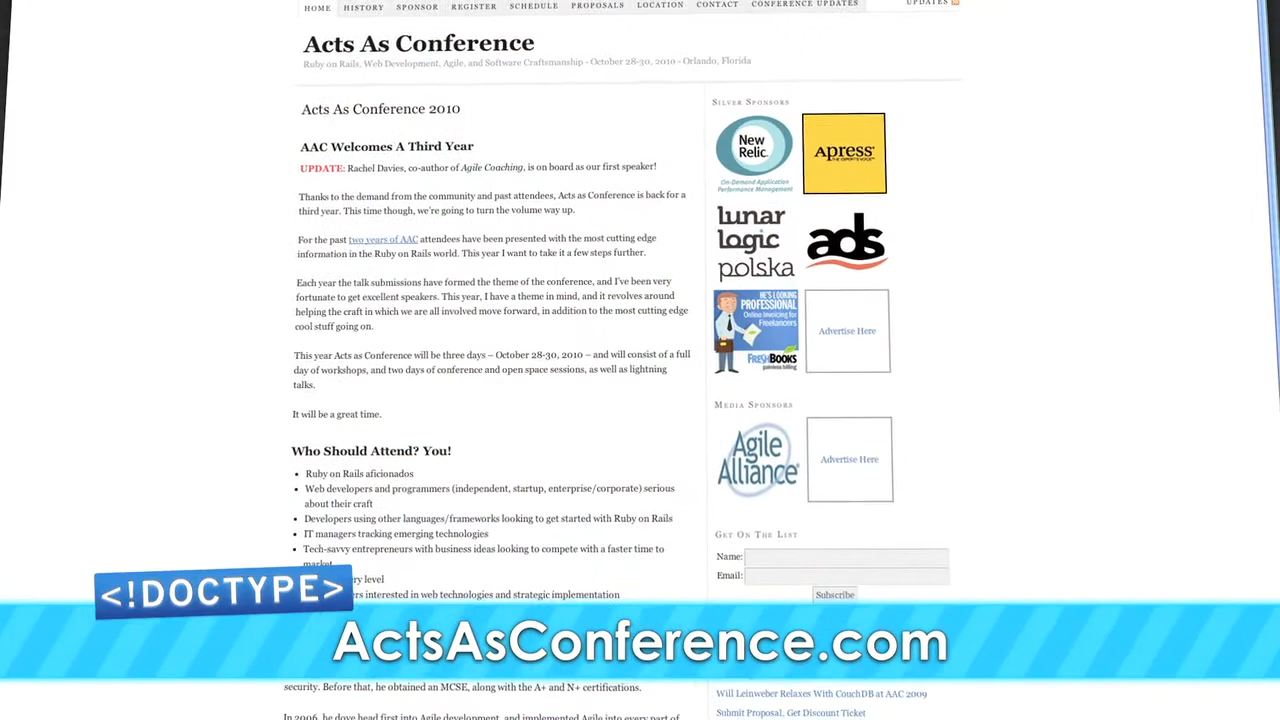 HOME HISTORY SPONSOR REGISTER SCHEDULE PROPOSALS LOCATION CONTACT CONFERENCE UPDATES UPDATES
Acts As Conference
Ruby on Rails, Web Development, Agile, and Software Craftsmanship - October 28-30, 2010 - Orlando, Florida
Acts As Conference 2010
AAC Welcomes A Third Year
UPDATE: Rachel Davies, co-author of Agile Coaching, is on board as our first speaker!
Thanks to the demand from the community and past attendees, Acts as Conference is back for a
third year. This time though, we're going to turn the volume way up.
For the past two years of AAC attendees have been presented with the most cutting edge
information in the Ruby on Rails world. This year I want to take it a few steps further.
Each year the talk submissions have formed the theme of the conference, and I've been very
fortunate to get excellent speakers. This year, I have a theme in mind, and it revolves around
helping the craft in which we are all involved move forward, in addition to the most cutting edge
cool stuff going on.
This year Acts as Conference will be three days – October 28-30, 2010 – and will consist of a full
day of workshops, and two days of conference and open space sessions, as well as lightning
talks.
It will be a great time.
Who Should Attend? You!
• Ruby on Rails aficionados
• Web developers and programmers (independent, startup, enterprise/corporate) serious
about their craft
• Developers using other languages/frameworks looking to get started with Ruby on Rails
• IT managers tracking emerging technologies
• Tech-savvy entrepreneurs with business ideas looking to compete with a faster time to
market
level
interested in web technologies and strategic implementation
security. Before that, he obtained an MCSE, along with the A+ and N+ certifications.
In 2006, he dove head first into Agile development, and implemented Agile into every part of
SILVER SPONSORS
New
Relic.
On-Demand Application
Performance Management
Apress®
THE EXPERT'S VOICE™
lunar
logic
polska
ads
HE'S LOOKING
PROFESSIONAL
Online Invoicing for
Freelancers
FRESHBOOKS
painless billing
Advertise Here
MEDIA SPONSORS
Agile
Alliance®
Advertise Here
GET ON THE LIST
Name:
Email:
Subscribe
Will Leinweber Relaxes With CouchDB at AAC 2009
Submit Proposal, Get Discount Ticket
<!DOCTYPE>
ActsAsConference.com